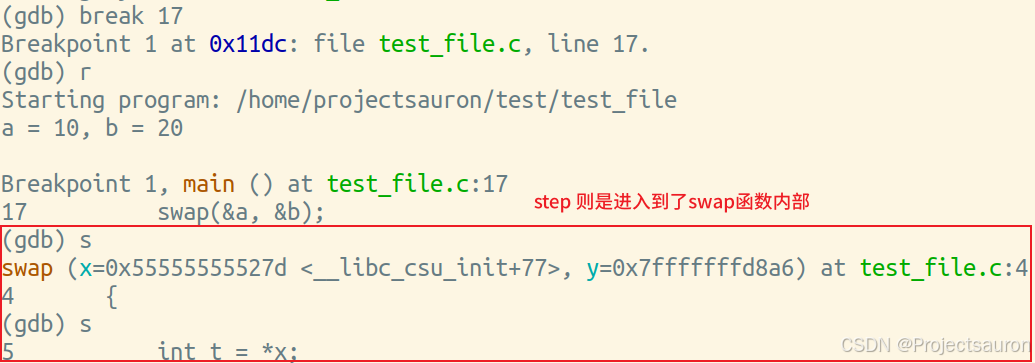 (gdb) break 17
Breakpoint 1 at 0x11dc: file test_file.c, line 17.
(gdb) r
Starting program: /home/projectsauron/test/test_file
a = 10, b = 20
Breakpoint 1, main () at test_file.c:17
17 swap(&a, &b);
step 则是进入到了swap函数内部
(gdb) s
swap (x=0x55555555527d <__libc_csu_init+77>, y=0x7fffffffd8a6) at test_file.c:4
4 {
(gdb) s
5 int t = *x;
CSDN @Projectsauron